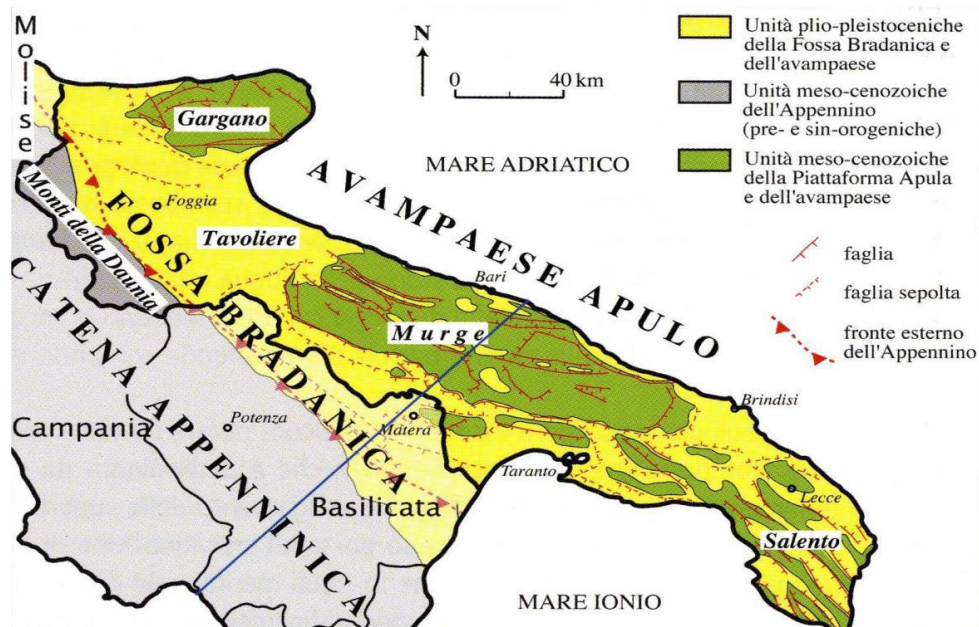 Molise
N
0 40 km
Unità plio-pleistoceniche
della Fossa Bradanica e
dell'avampaese
Unità meso-cenozoiche
dell'Appennino
(pre- e sin-orogeniche)
Unità meso-cenozoiche
della Piattaforma Apula
e dell'avampaese
faglia
faglia sepolta
fronte esterno
dell'Appennino
Gargano
MARE ADRIATICO
AVAMPAESE APULO
Foggia
Monti della Daunia
FOSSA BRADANICA
Tavoliere
Bari
Murge
CATENA APPENNINICA
Campania
Potenza
Matera
Brindisi
Taranto
Basilicata
Lecce
Salento
MARE IONIO